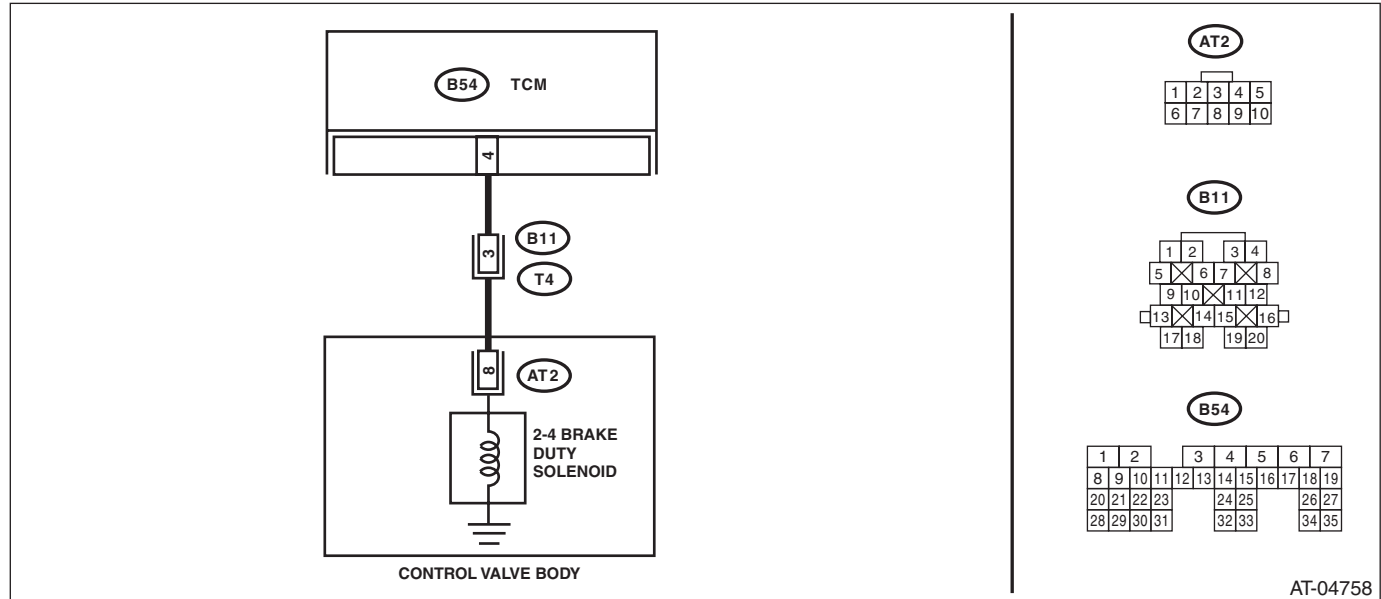 B54 TCM
4
3
B11
T4
8
AT2
2-4 BRAKE
DUTY
SOLENOID
CONTROL VALVE BODY
AT2
1 2 3 4 5
6 7 8 9 10
B11
1 2 3 4
5 6 7 8
9 10 11 12
13 14 15 16
17 18 19 20
B54
1 2 3 4 5 6 7
8 9 10 11 12 13 14 15 16 17 18 19
20 21 22 23 24 25 26 27
28 29 30 31 32 33 34 35
AT-04758